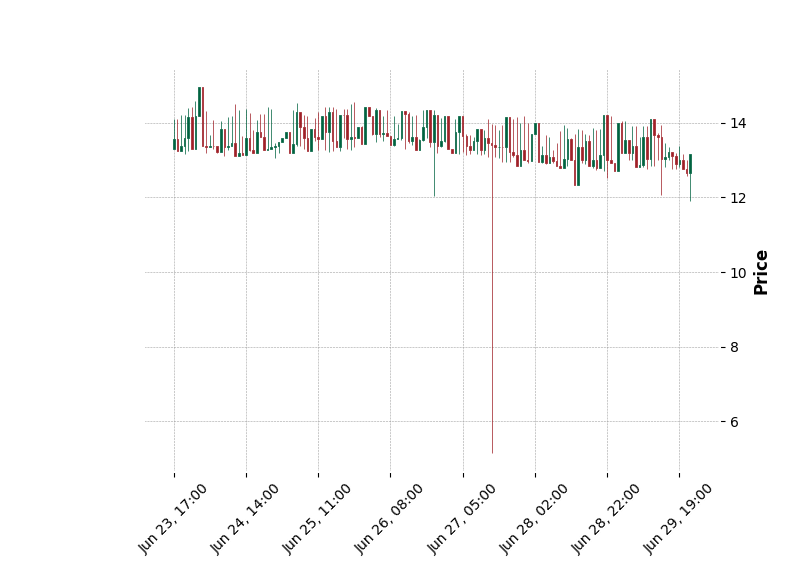 14
12
10
8
6
Price
Jun 23, 17:00
Jun 24, 14:00
Jun 25, 11:00
Jun 26, 08:00
Jun 27, 05:00
Jun 28, 02:00
Jun 28, 22:00
Jun 29, 19:00